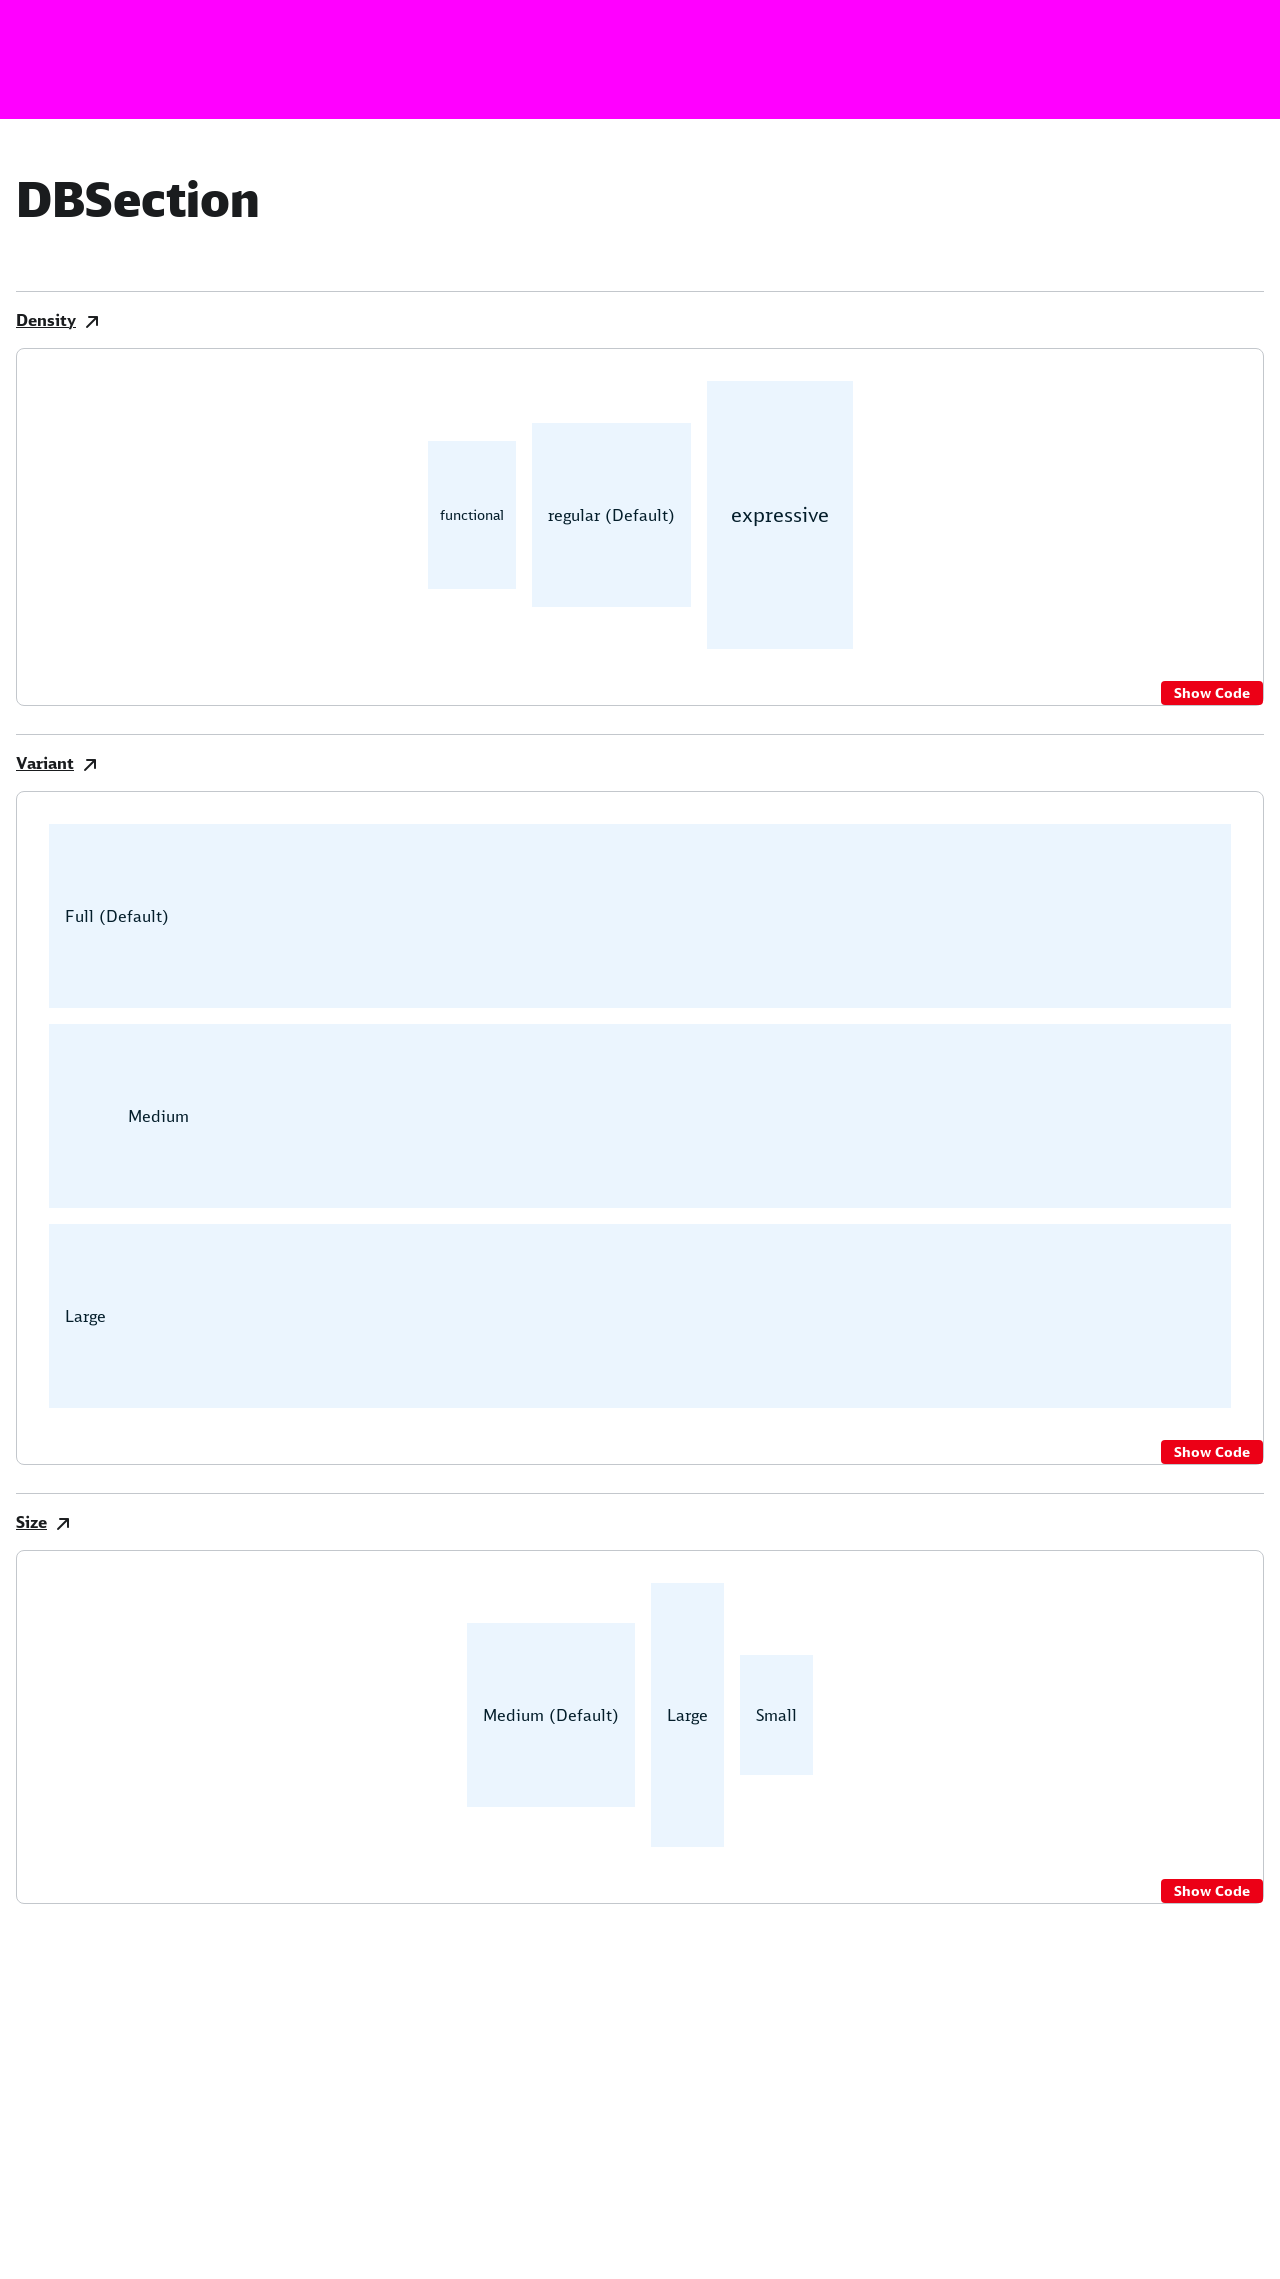 DBSection
Density
functional
regular (Default)
expressive
Show Code
Variant
Full (Default)
Medium
Large
Show Code
Size
Medium (Default)
Large
Small
Show Code